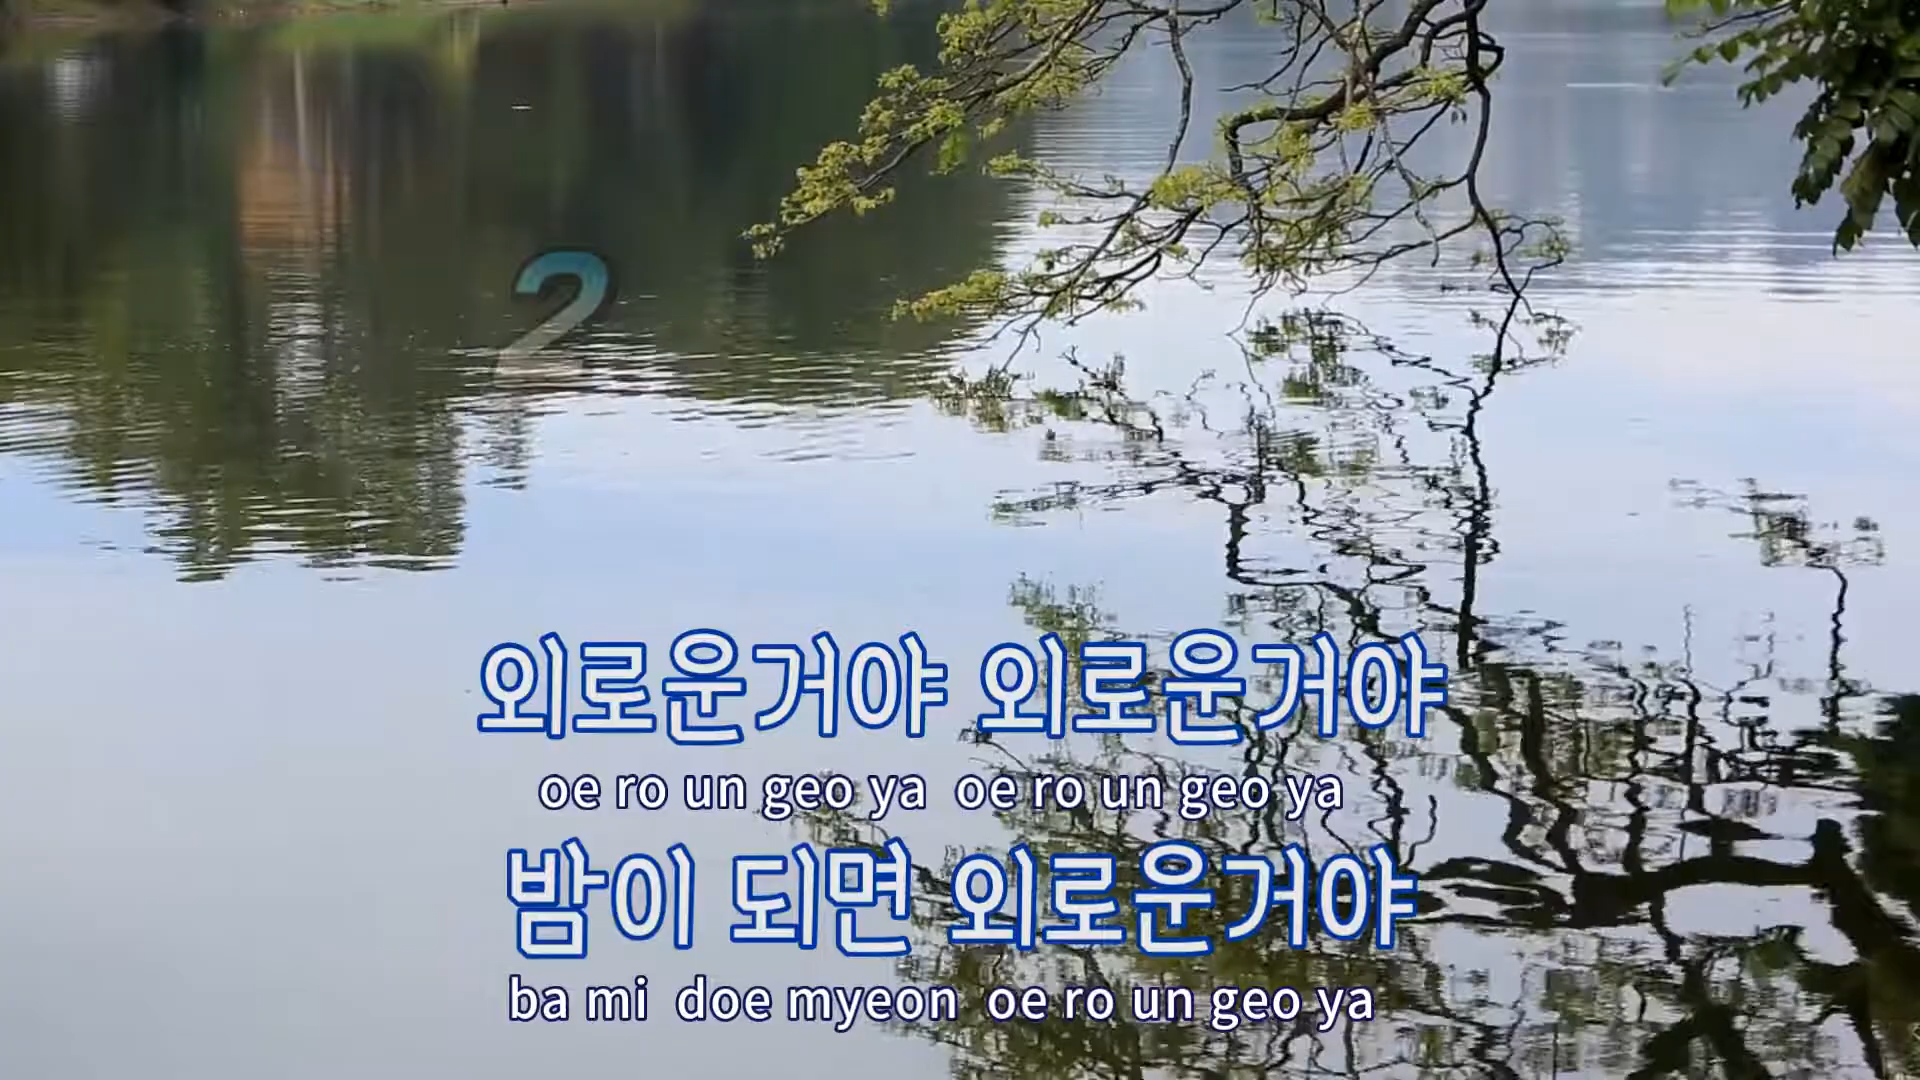 2
외로운거야 외로운거야
oe ro un geo ya oe ro un geo ya
밤이 되면 외로운거야
ba mi doe myeon oe ro un geo ya